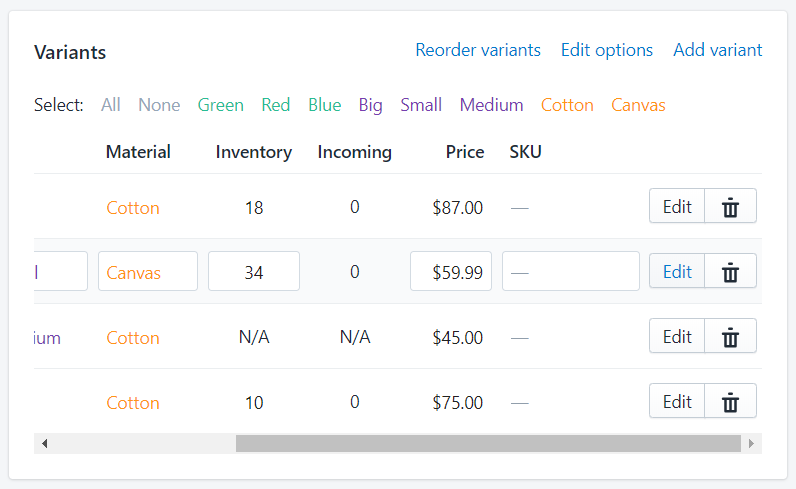 Variants Reorder variants Edit options Add variant
Select: All None Green Red Blue Big Small Medium Cotton Canvas
Material Inventory Incoming Price SKU
Cotton 18 0 $87.00 — Edit
l Canvas 34 0 $59.99 — Edit
ium Cotton N/A N/A $45.00 — Edit
Cotton 10 0 $75.00 — Edit